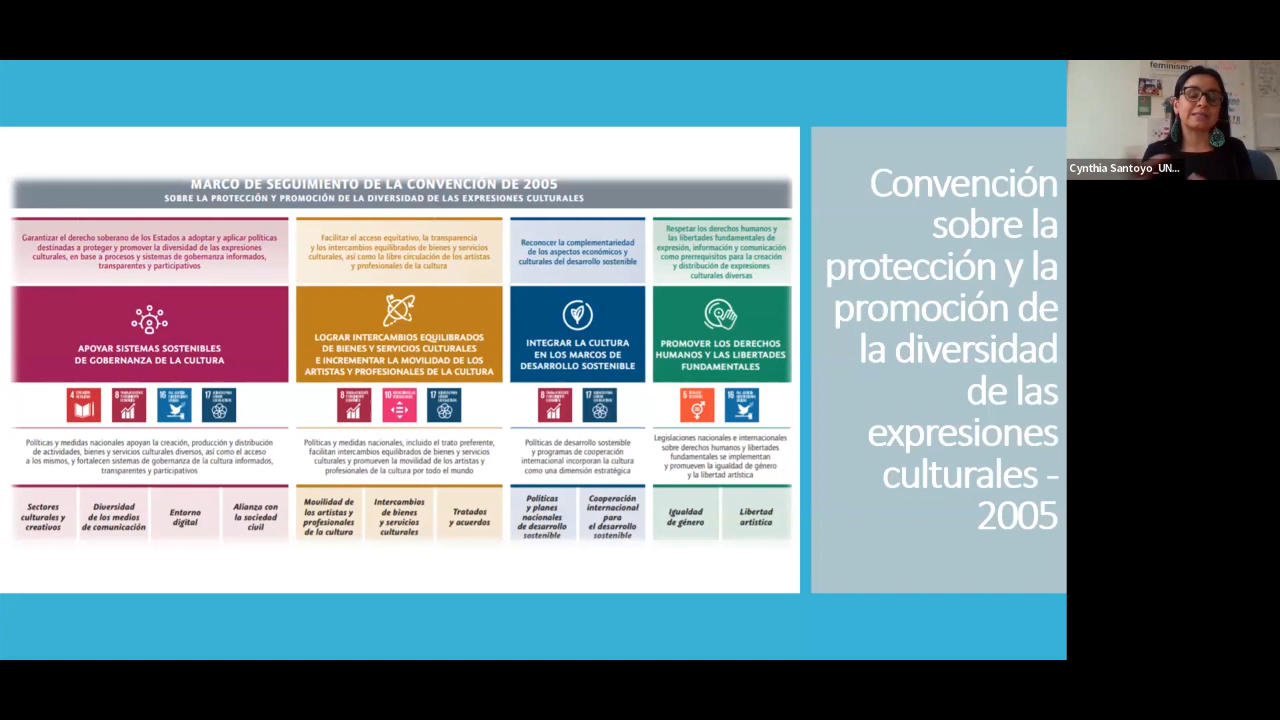 MARCO DE SEGUIMIENTO DE LA CONVENCIÓN DE 2005
SOBRE LA PROTECCIÓN Y PROMOCIÓN DE LA DIVERSIDAD DE LAS EXPRESIONES CULTURALES
Garantizar el derecho soberano de los Estados a adoptar y aplicar políticas
destinadas a proteger y promover la diversidad de las expresiones
culturales, en base a procesos y sistemas de gobernanza informados,
transparentes y participativos
Facilitar el acceso equitativo, la transparencia
y los intercambios equilibrados de bienes y servicios
culturales, así como la libre circulación de los artistas
y profesionales de la cultura
Reconocer la complementariedad
de los aspectos económicos y
culturales del desarrollo sostenible
Respetar los derechos humanos y
las libertades fundamentales de
expresión, información y comunicación
como prerrequisitos para la creación
y distribución de expresiones
culturales diversas
APOYAR SISTEMAS SOSTENIBLES
DE GOBERNANZA DE LA CULTURA
LOGRAR INTERCAMBIOS EQUILIBRADOS
DE BIENES Y SERVICIOS CULTURALES
E INCREMENTAR LA MOVILIDAD DE LOS
ARTISTAS Y PROFESIONALES DE LA CULTURA
INTEGRAR LA CULTURA
EN LOS MARCOS DE
DESARROLLO SOSTENIBLE
PROMOVER LOS DERECHOS
HUMANOS Y LAS LIBERTADES
FUNDAMENTALES
4
8
16
17
8
10
17
8
17
5
16
Políticas y medidas nacionales apoyan la creación, producción y distribución
de actividades, bienes y servicios culturales diversos, así como el acceso
a los mismos, y fortalecen sistemas de gobernanza de la cultura informados,
transparentes y participativos
Políticas y medidas nacionales, incluido el trato preferente,
facilitan intercambios equilibrados de bienes y servicios
culturales y promueven la movilidad de los artistas y
profesionales de la cultura por todo el mundo
Políticas de desarrollo sostenible
y programas de cooperación
internacional incorporan la cultura
como una dimensión estratégica
Legislaciones nacionales e internacionales
sobre derechos humanos y libertades
fundamentales se implementan
y promueven la igualdad de género
y la libertad artística
Sectores
culturales y
creativos
Diversidad
de los medios
de comunicación
Entorno
digital
Alianza con
la sociedad
civil
Movilidad de
los artistas y
profesionales
de la cultura
Intercambios
de bienes
y servicios
culturales
Tratados
y acuerdos
Políticas
y planes
nacionales
de desarrollo
sostenible
Cooperación
internacional
para
el desarrollo
sostenible
Igualdad
de género
Libertad
artística
Convención
sobre la
protección y la
promoción de
la diversidad
de las
expresiones
culturales -
2005
feminismo
Cynthia Santoyo_UN...